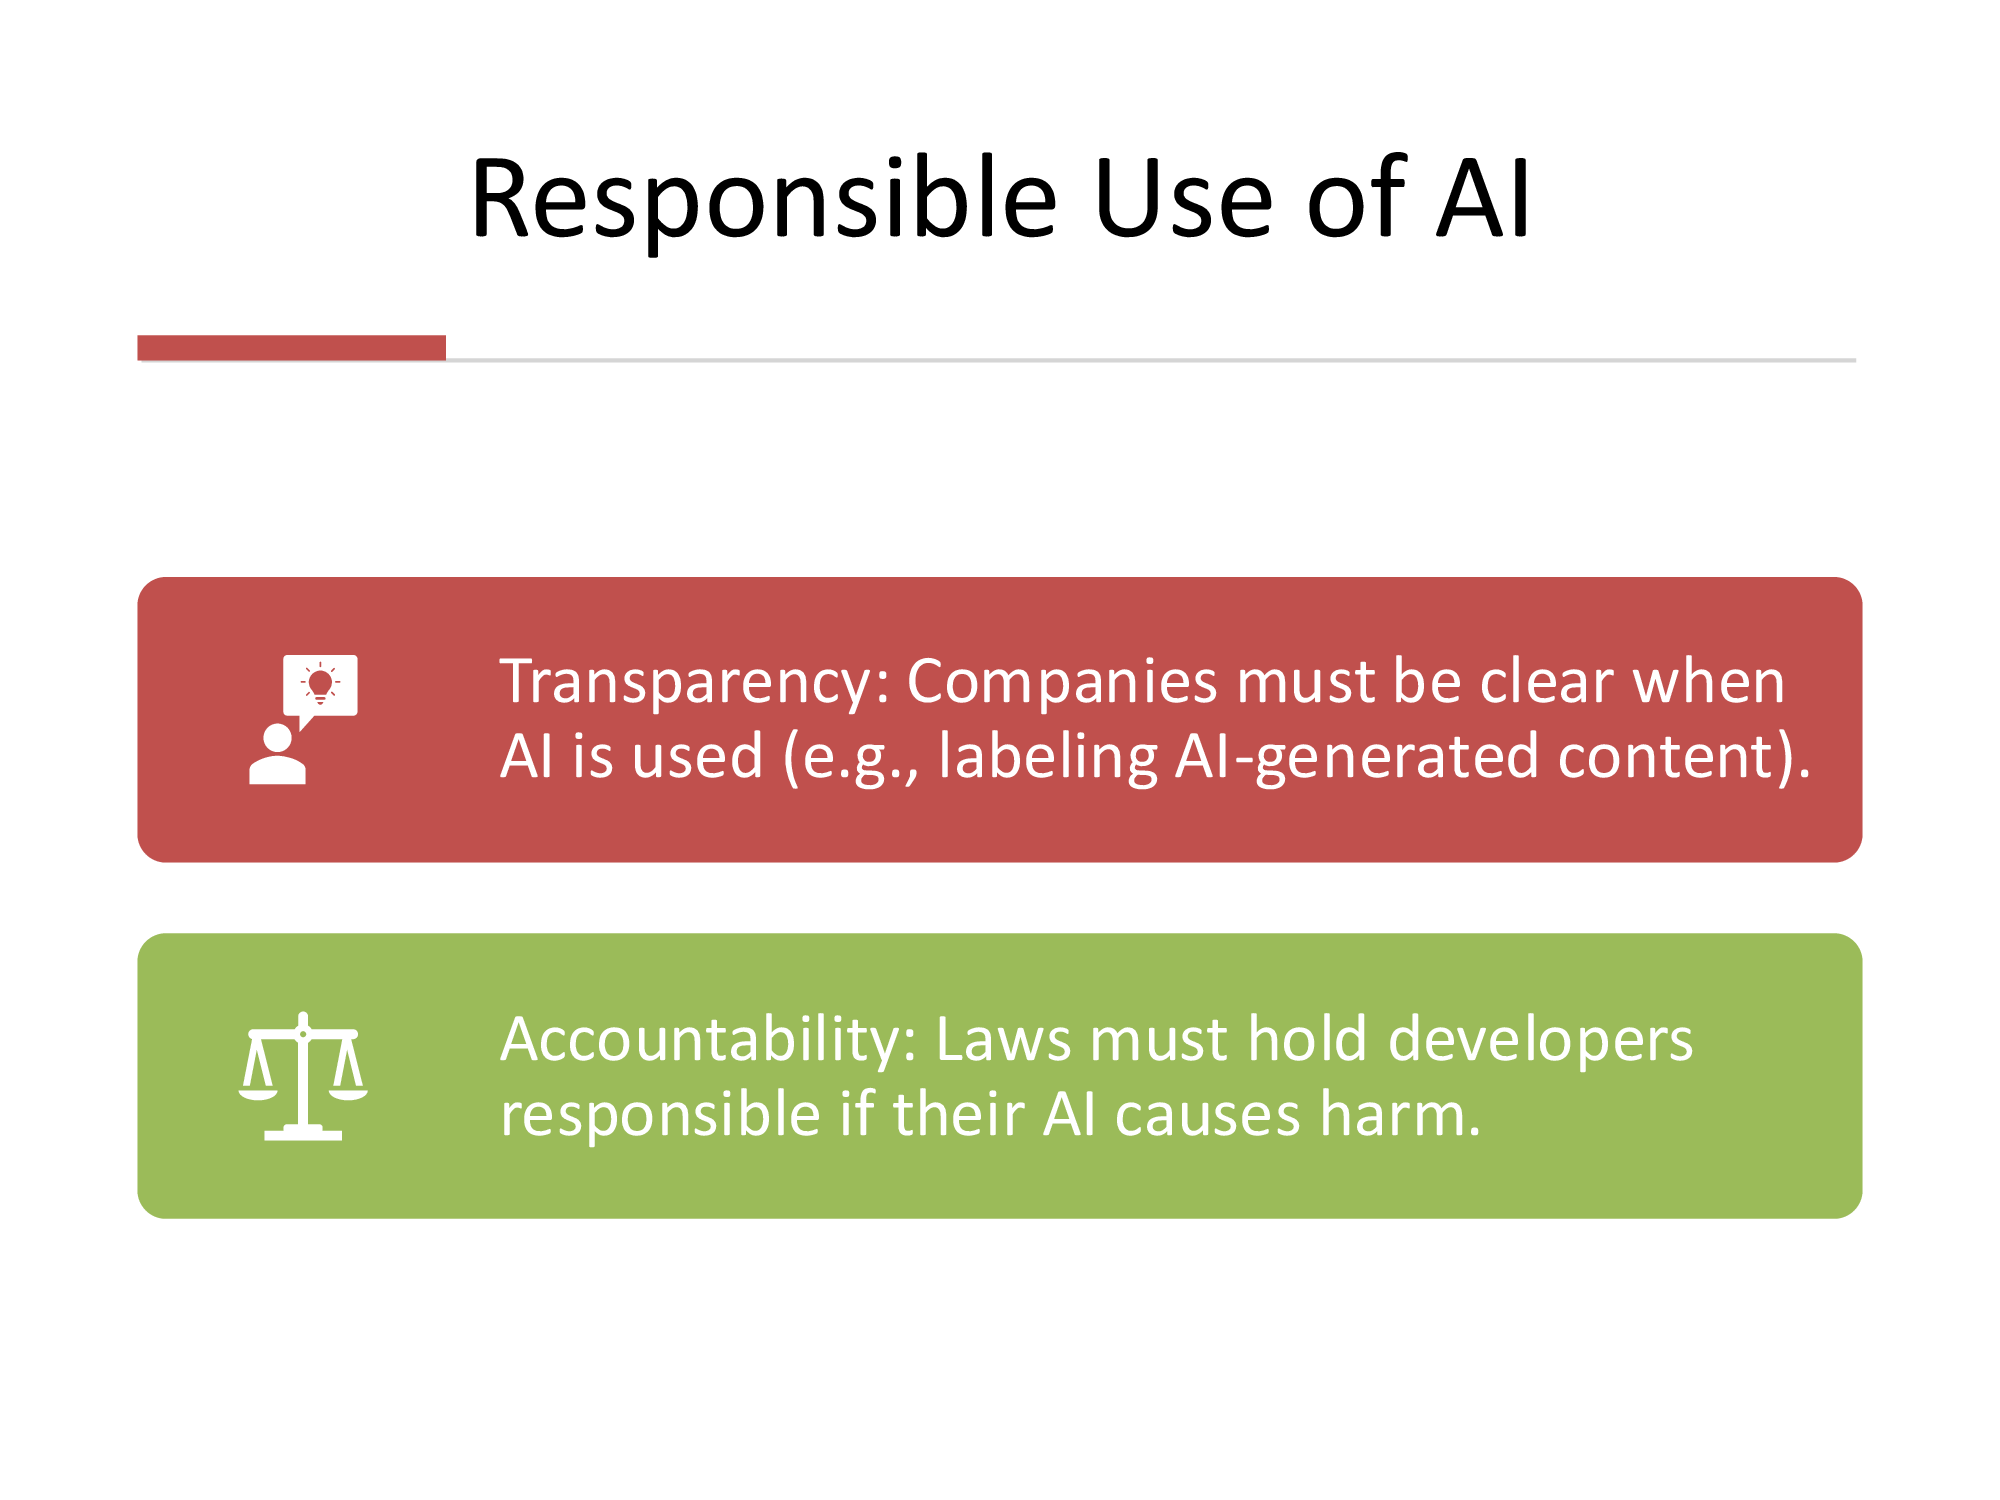 Responsible Use of AI
Transparency: Companies must be clear when
AI is used (e.g., labeling AI-generated content).
Accountability: Laws must hold developers
responsible if their AI causes harm.